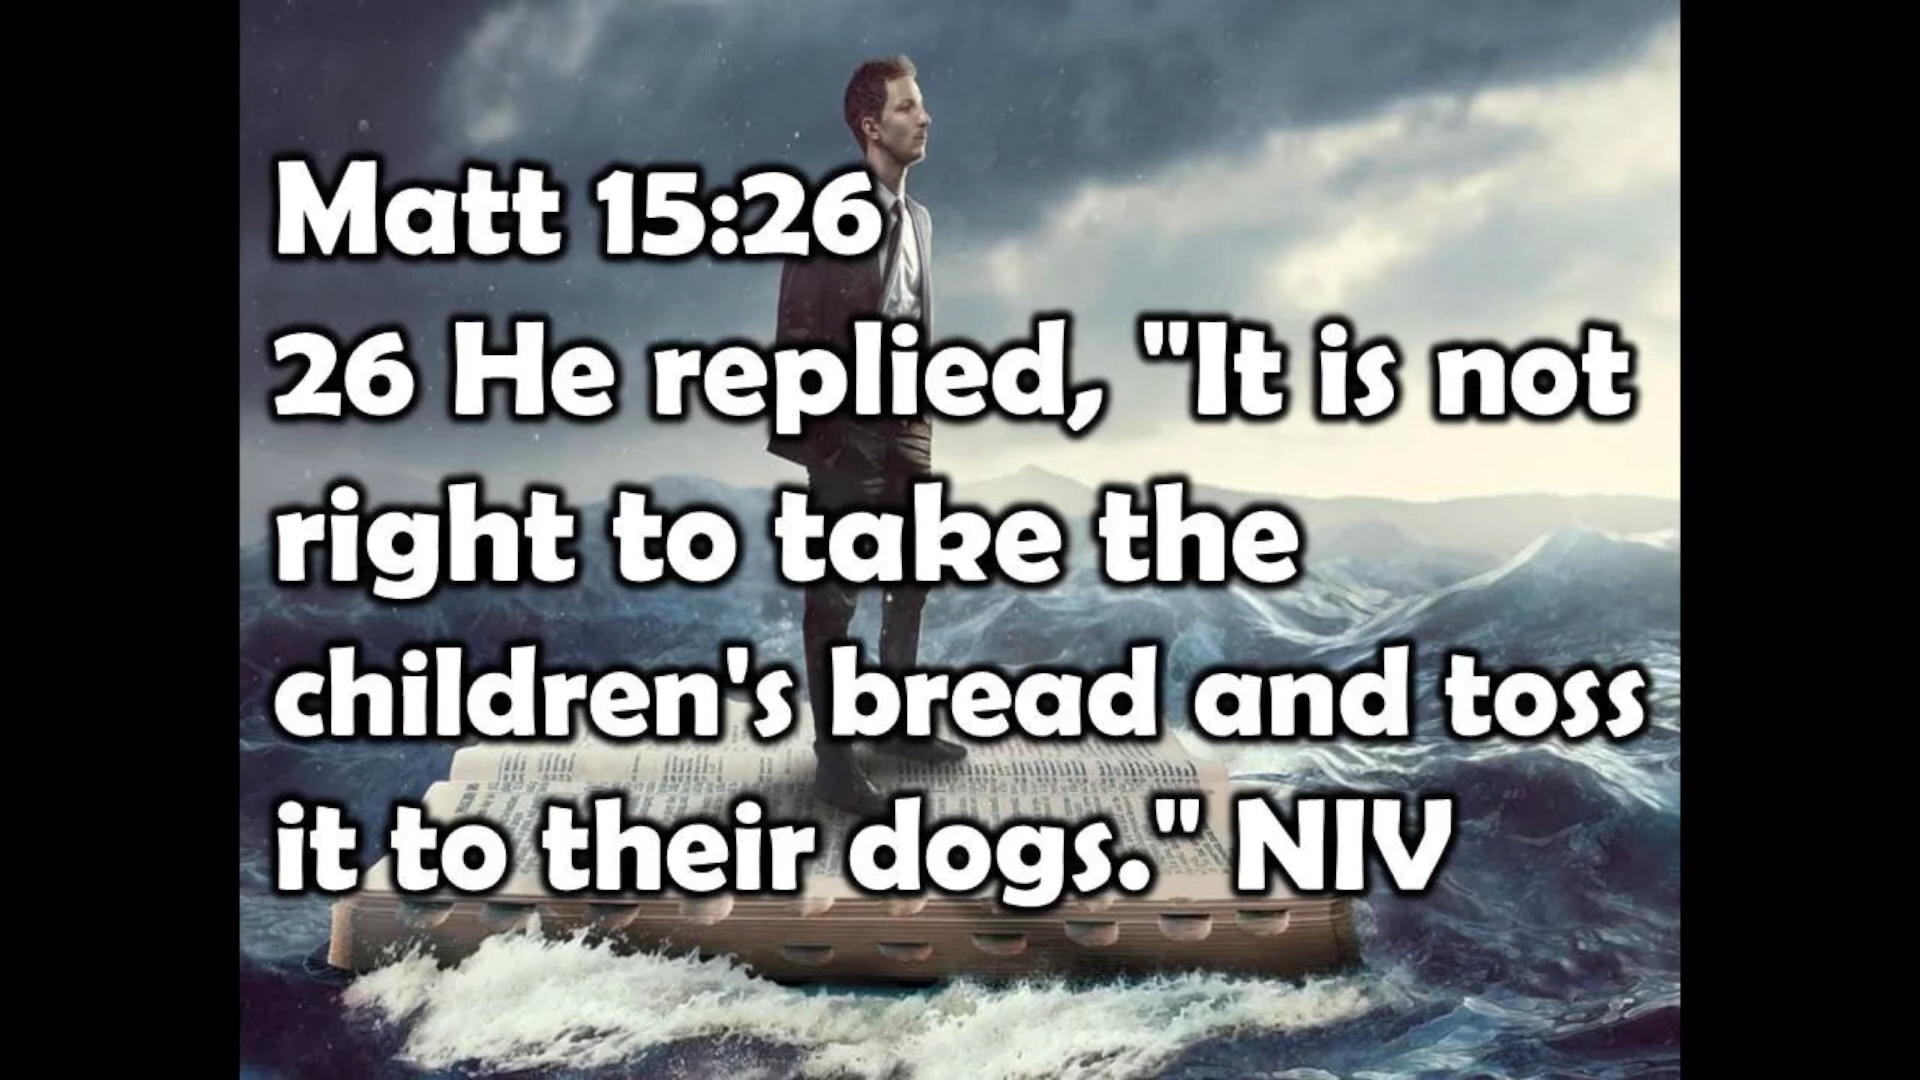 Matt 15:26
26 He replied, "It is not
right to take the
children's bread and toss
it to their dogs." NIV